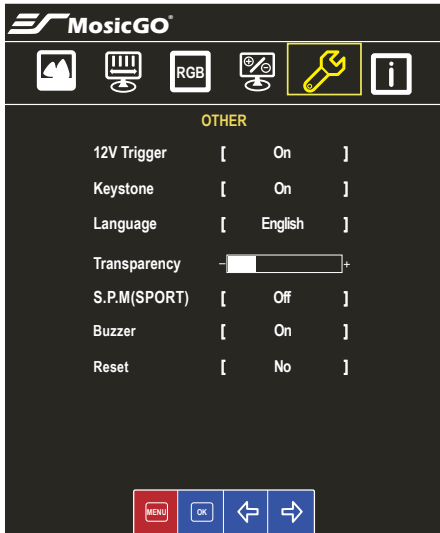 MosicGO®
RGB
OTHER
12V Trigger [ On ]
Keystone [ On ]
Language [ English ]
Transparency - +
S.P.M(SPORT) [ Off ]
Buzzer [ On ]
Reset [ No ]
MENU OK